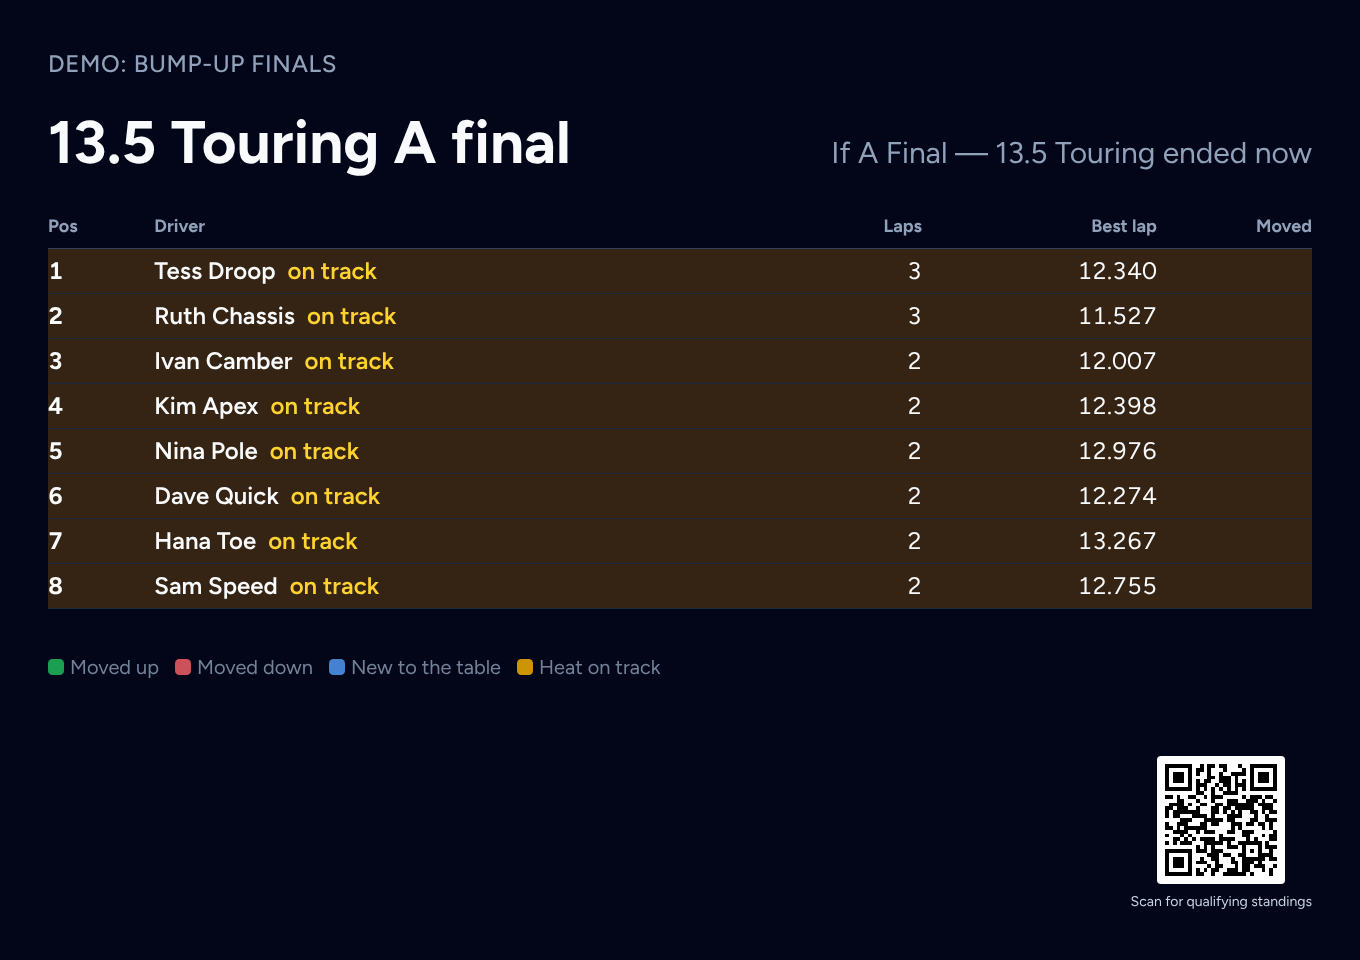 DEMO: BUMP-UP FINALS
13.5 Touring A final
If A Final — 13.5 Touring ended now
Pos Driver Laps Best lap Moved
1 Tess Droop on track 3 12.340
2 Ruth Chassis on track 3 11.527
3 Ivan Camber on track 2 12.007
4 Kim Apex on track 2 12.398
5 Nina Pole on track 2 12.976
6 Dave Quick on track 2 12.274
7 Hana Toe on track 2 13.267
8 Sam Speed on track 2 12.755
Moved up Moved down New to the table Heat on track
Scan for qualifying standings